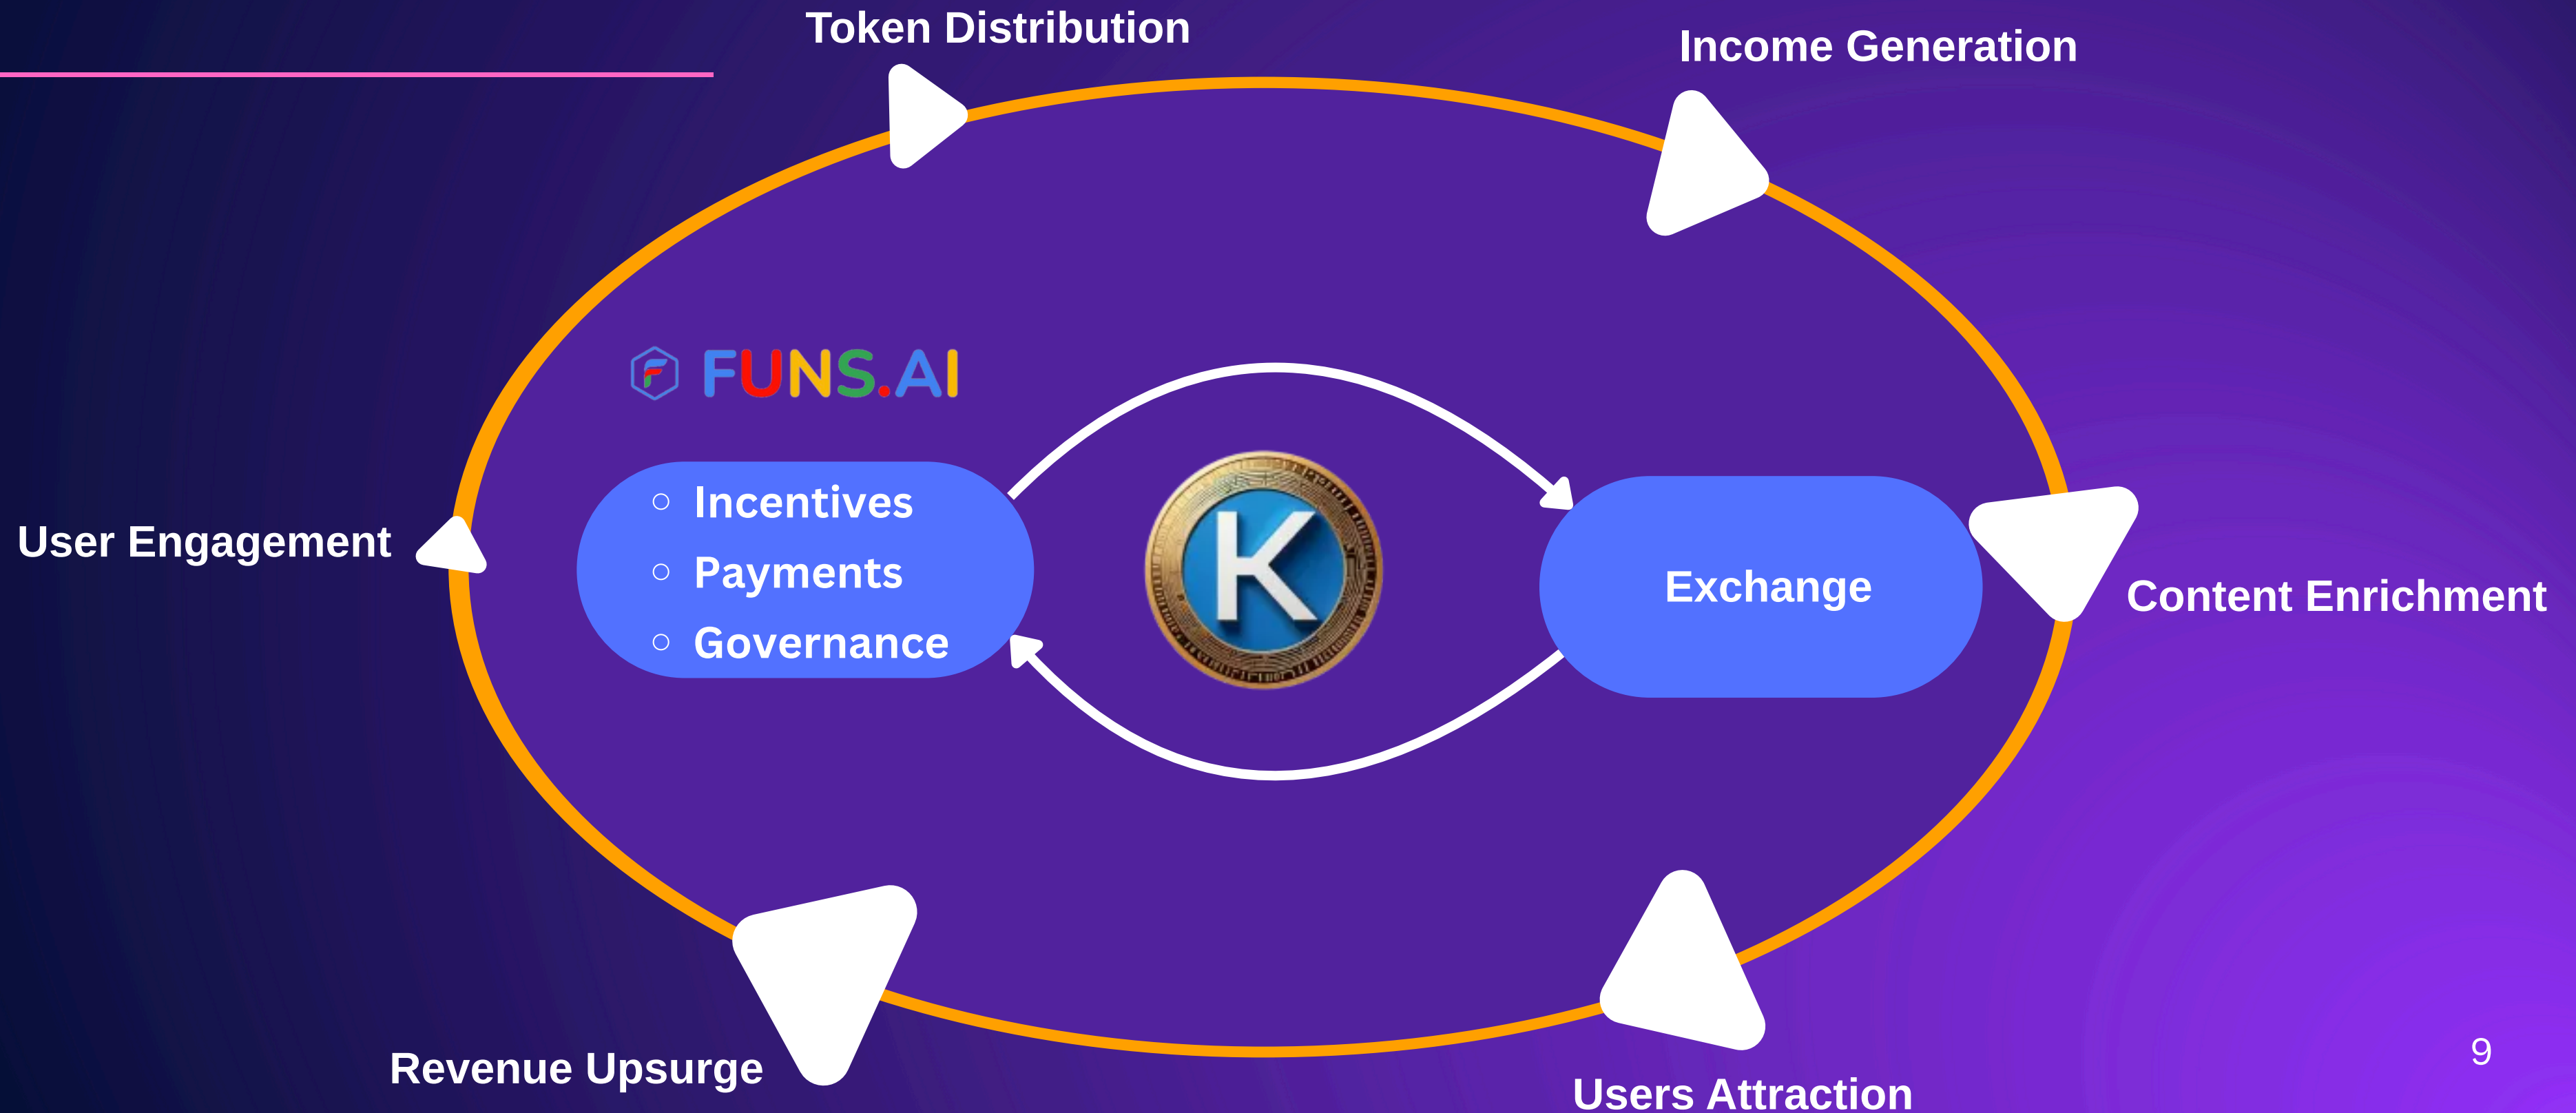 Token Distribution
Income Generation
FUNS.AI
Incentives
Payments
Governance
K
Exchange
User Engagement
Content Enrichment
Revenue Upsurge
Users Attraction
9